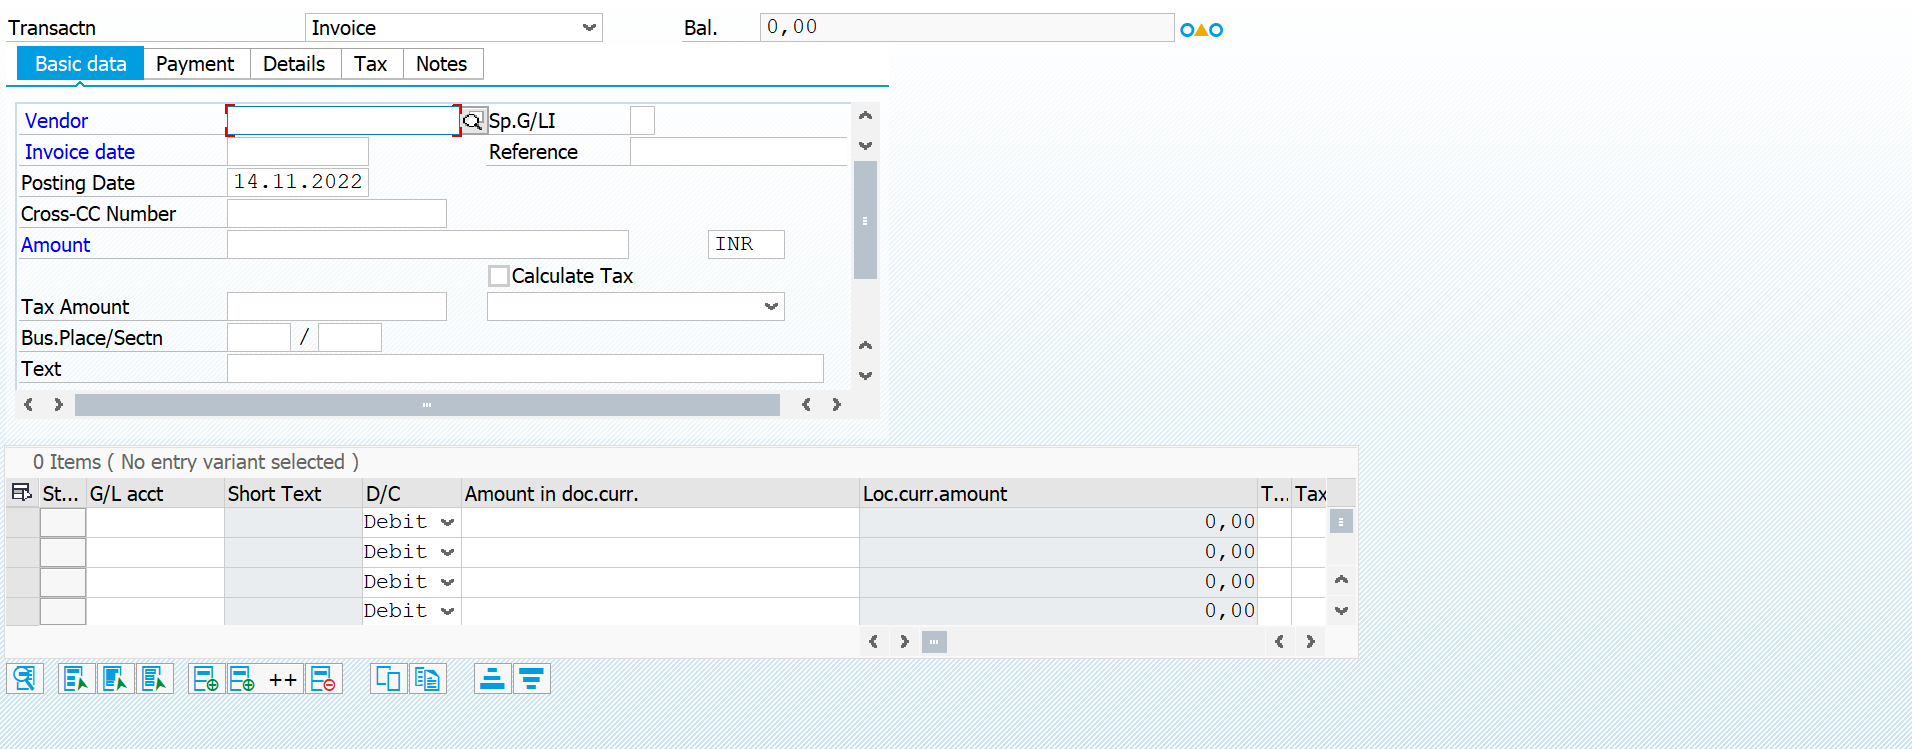 Transactn Invoice Bal. 0,00
Basic data Payment Details Tax Notes
Vendor Sp.G/LI
Invoice date Reference
Posting Date 14.11.2022
Cross-CC Number
Amount INR
Calculate Tax
Tax Amount
Bus.Place/Sectn /
Text
0 Items ( No entry variant selected )
St... G/L acct Short Text D/C Amount in doc.curr. Loc.curr.amount T... Tax
Debit 0,00
Debit 0,00
Debit 0,00
Debit 0,00
++